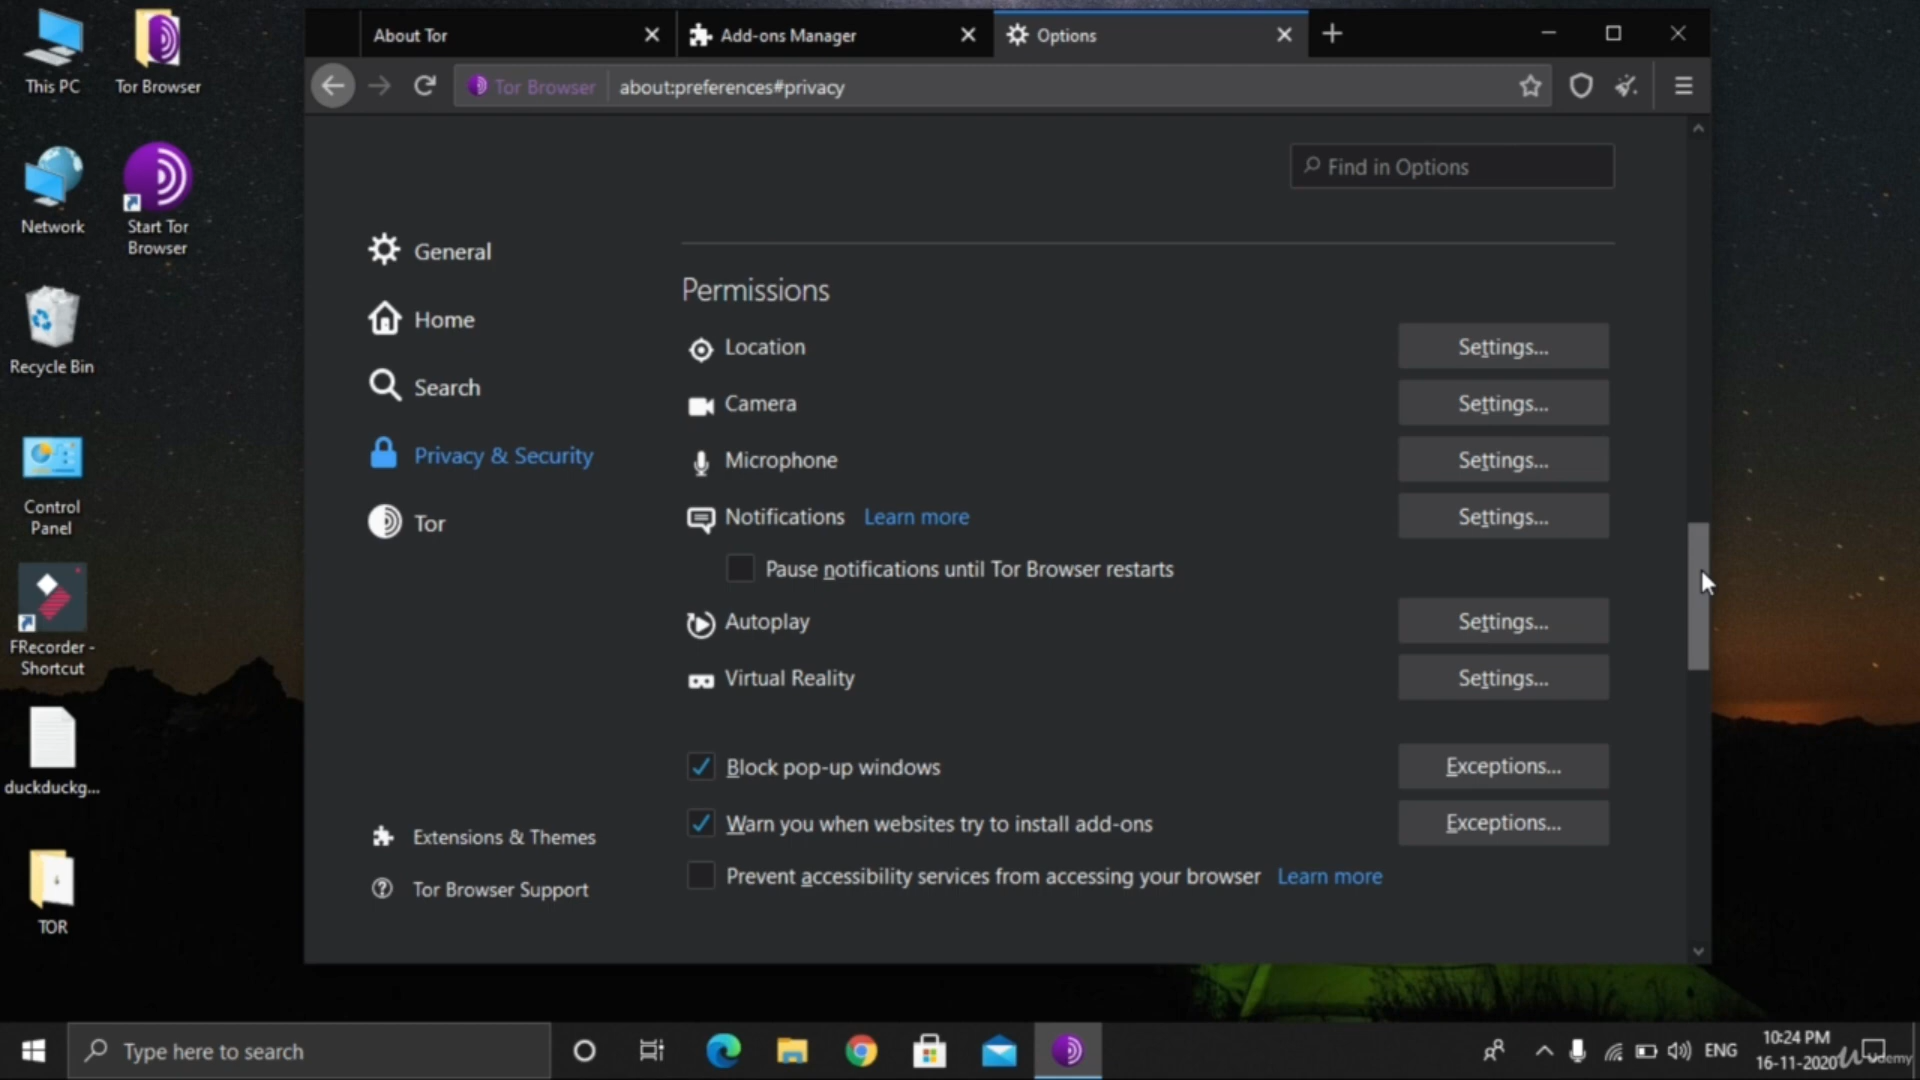 About Tor
Add-ons Manager
Options
This PC
Tor Browser
Tor Browser
about:preferences#privacy
Find in Options
Network
Start Tor
Browser
General
Permissions
Home
Location
Settings...
Recycle Bin
Search
Camera
Settings...
Privacy & Security
Microphone
Settings...
Control
Panel
Tor
Notifications
Learn more
Settings...
Pause notifications until Tor Browser restarts
Autoplay
Settings...
FRecorder -
Shortcut
Virtual Reality
Settings...
Block pop-up windows
Exceptions...
duckduckg...
Extensions & Themes
Warn you when websites try to install add-ons
Exceptions...
Tor Browser Support
Prevent accessibility services from accessing your browser
Learn more
TOR
Type here to search
ENG
10:24 PM
16-11-2020
Udemy